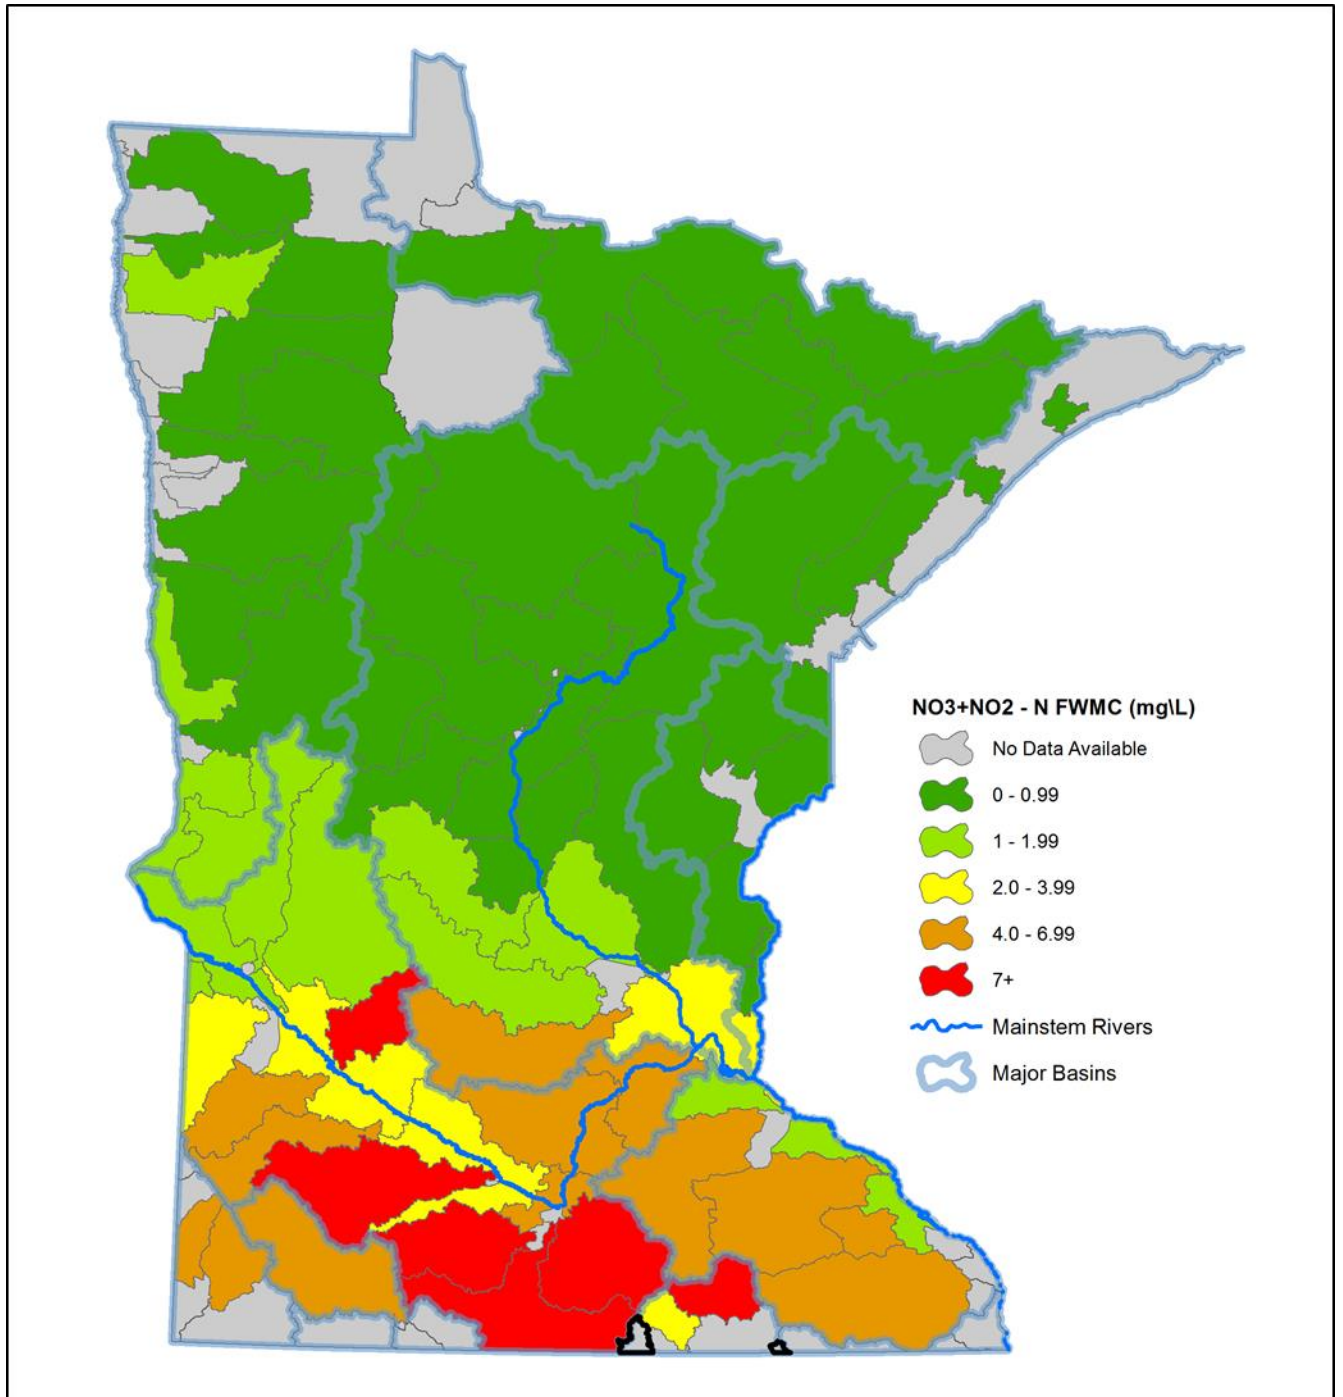 NO3+NO2 - N FWMC (mg\L)
No Data Available
0 - 0.99
1 - 1.99
2.0 - 3.99
4.0 - 6.99
7+
Mainstem Rivers
Major Basins